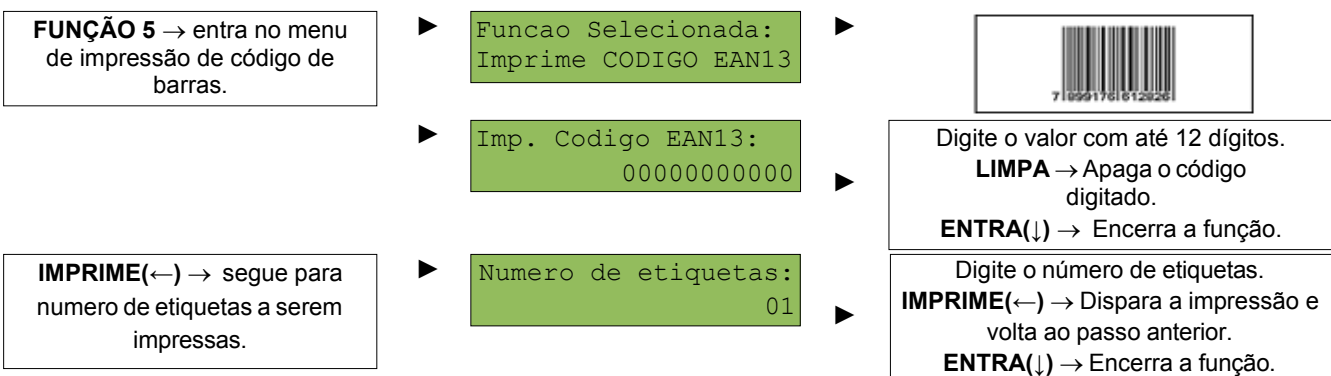 FUNÇÃO 5 → entra no menu
de impressão de código de
barras.
►
Funcao Selecionada:
Imprime CODIGO EAN13
►
7 899176 612826
►
Imp. Codigo EAN13:
00000000000
►
Digite o valor com até 12 dígitos.
LIMPA → Apaga o código
digitado.
ENTRA(↓) → Encerra a função.
IMPRIME(←) → segue para
numero de etiquetas a serem
impressas.
►
Numero de etiquetas:
01
►
Digite o número de etiquetas.
IMPRIME(←) → Dispara a impressão e
volta ao passo anterior.
ENTRA(↓) → Encerra a função.